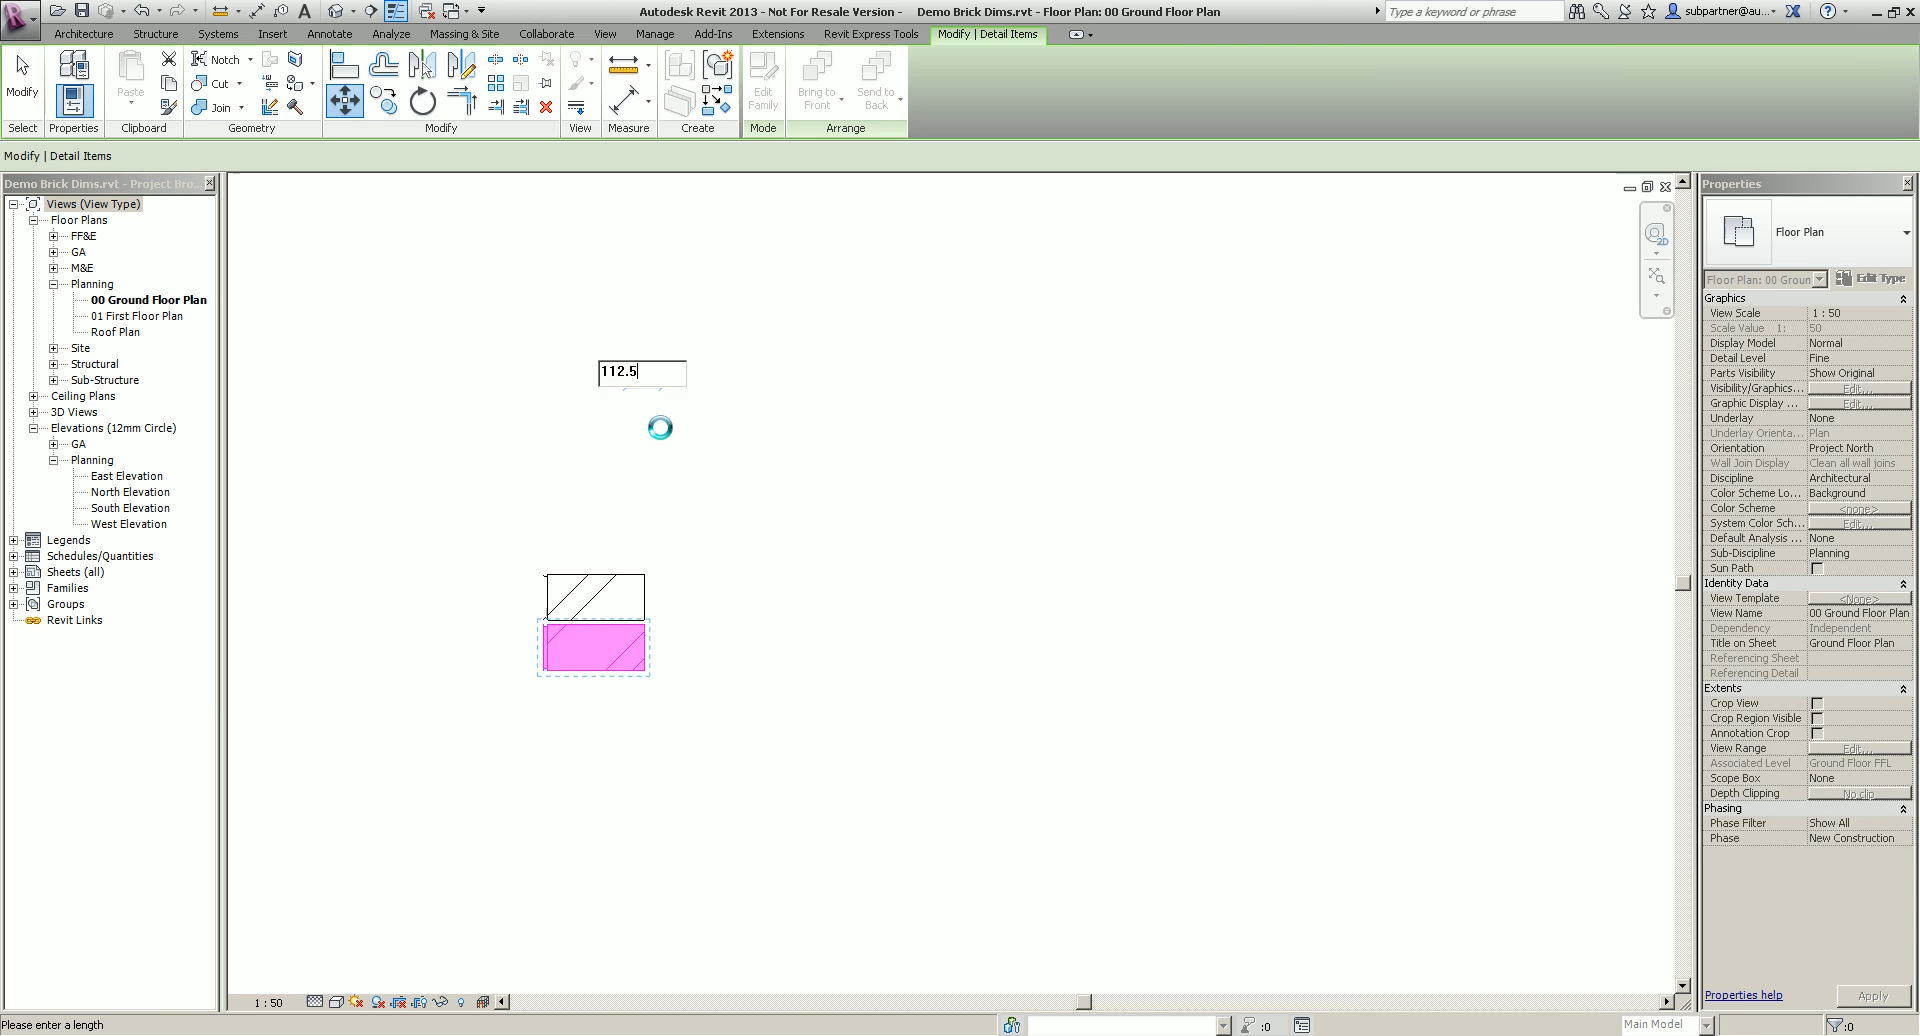 Autodesk Revit 2013 - Not For Resale Version - Demo Brick Dims.rvt - Floor Plan: 00 Ground Floor Plan
Type a keyword or phrase
subpartner@au...
Architecture Structure Systems Insert Annotate Analyze Massing & Site Collaborate View Manage Add-Ins Extensions Revit Express Tools Modify | Detail Items
Modify
Paste
Notch
Cut
Join
Edit Family
Bring to Front
Send to Back
Select Properties Clipboard Geometry Modify View Measure Create Mode Arrange
Modify | Detail Items
Demo Brick Dims.rvt - Project Bro...
Views (View Type)
Floor Plans
FF&E
GA
M&E
Planning
00 Ground Floor Plan
01 First Floor Plan
Roof Plan
Site
Structural
Sub-Structure
Ceiling Plans
3D Views
Elevations (12mm Circle)
GA
Planning
East Elevation
North Elevation
South Elevation
West Elevation
Legends
Schedules/Quantities
Sheets (all)
Families
Groups
Revit Links
112.5
2D
Properties
Floor Plan
Floor Plan: 00 Groun
Edit Type
Graphics
View Scale 1 : 50
Scale Value 1: 50
Display Model Normal
Detail Level Fine
Parts Visibility Show Original
Visibility/Graphics... Edit...
Graphic Display ... Edit...
Underlay None
Underlay Orienta... Plan
Orientation Project North
Wall Join Display Clean all wall joins
Discipline Architectural
Color Scheme Lo... Background
Color Scheme <none>
System Color Sch... Edit...
Default Analysis ... None
Sub-Discipline Planning
Sun Path
Identity Data
View Template <None>
View Name 00 Ground Floor Plan
Dependency Independent
Title on Sheet Ground Floor Plan
Referencing Sheet
Referencing Detail
Extents
Crop View
Crop Region Visible
Annotation Crop
View Range Edit...
Associated Level Ground Floor FFL
Scope Box None
Depth Clipping No clip
Phasing
Phase Filter Show All
Phase New Construction
Properties help
Apply
1 : 50
Please enter a length
:0
Main Model
:0